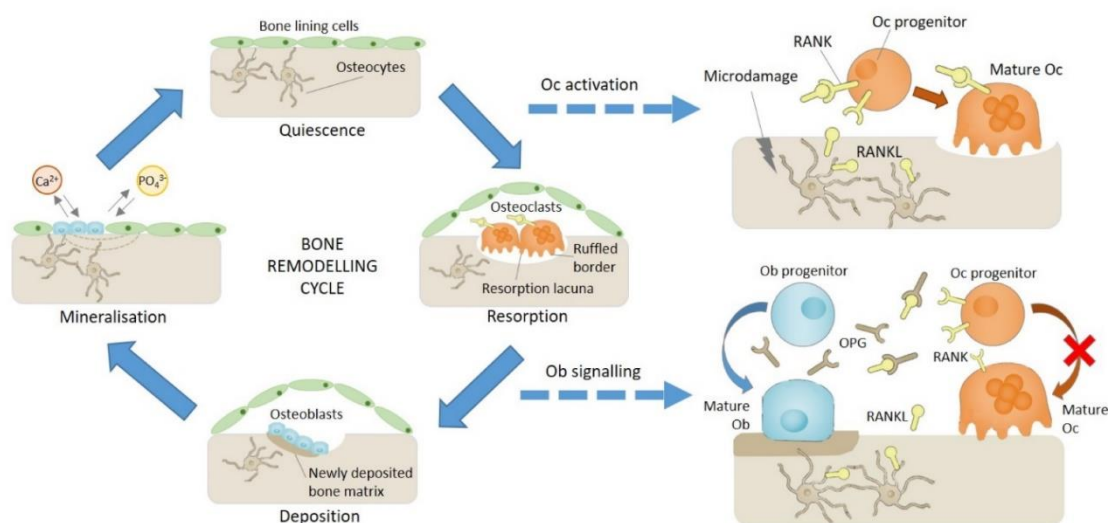 Bone lining cells
Osteocytes
Quiescence
Oc activation
Oc progenitor
RANK
Microdamage
Mature Oc
RANKL
Ca²⁺
PO₄³⁻
Mineralisation
BONE
REMODELLING
CYCLE
Osteoclasts
Ruffled
border
Resorption lacuna
Resorption
Ob signalling
Ob progenitor
Oc progenitor
OPG
RANK
Mature
Ob
RANKL
Mature
Oc
Osteoblasts
Newly deposited
bone matrix
Deposition